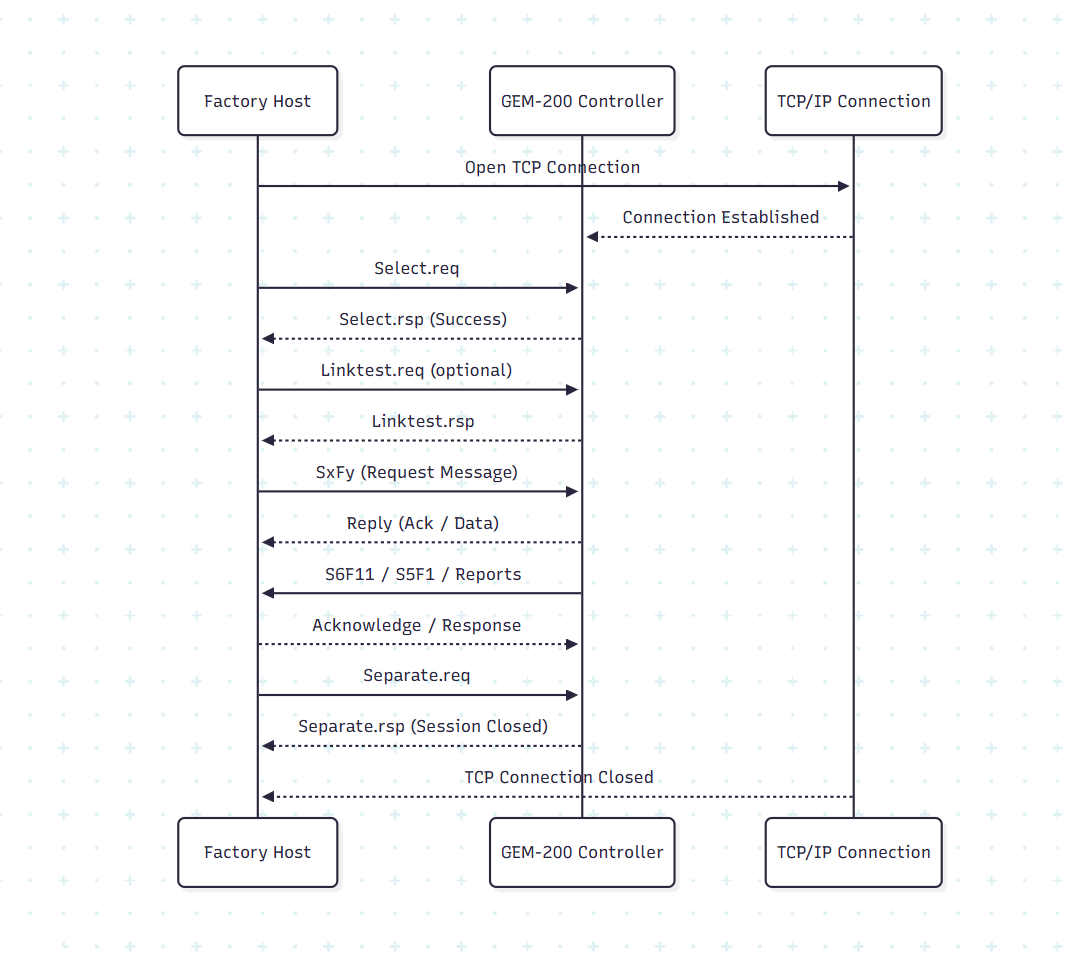 Factory Host
GEM-200 Controller
TCP/IP Connection
Open TCP Connection
Connection Established
Select.req
Select.rsp (Success)
Linktest.req (optional)
Linktest.rsp
SxFy (Request Message)
Reply (Ack / Data)
S6F11 / S5F1 / Reports
Acknowledge / Response
Separate.req
Separate.rsp (Session Closed)
TCP Connection Closed
Factory Host
GEM-200 Controller
TCP/IP Connection